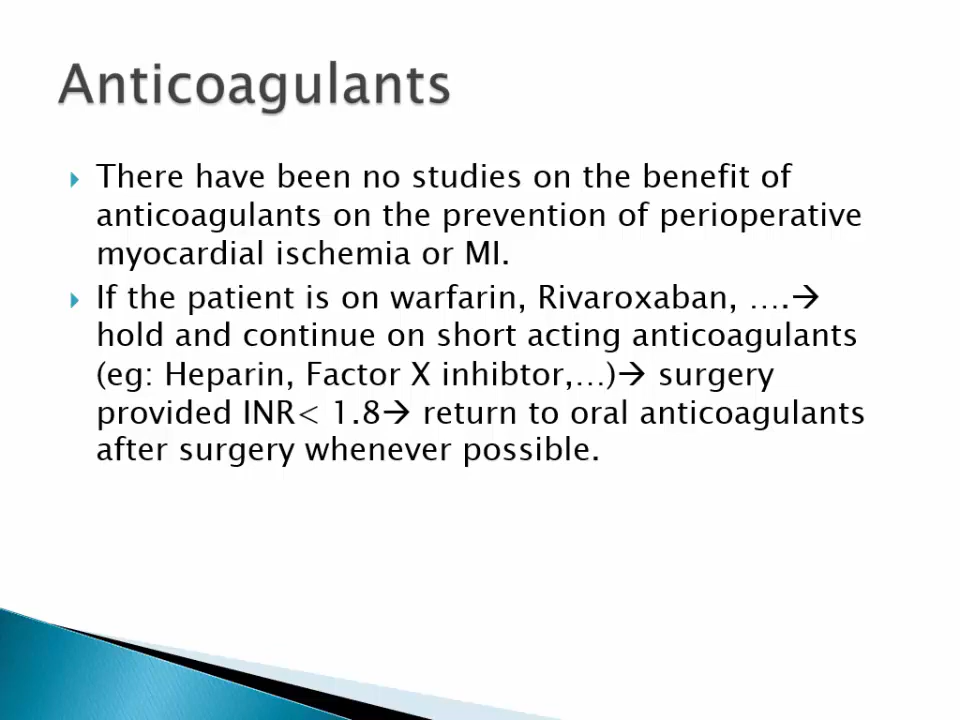 Anticoagulants
There have been no studies on the benefit of
anticoagulants on the prevention of perioperative
myocardial ischemia or MI.
If the patient is on warfarin, Rivaroxaban, ….→
hold and continue on short acting anticoagulants
(eg: Heparin, Factor X inhibtor,…)→ surgery
provided INR< 1.8→ return to oral anticoagulants
after surgery whenever possible.